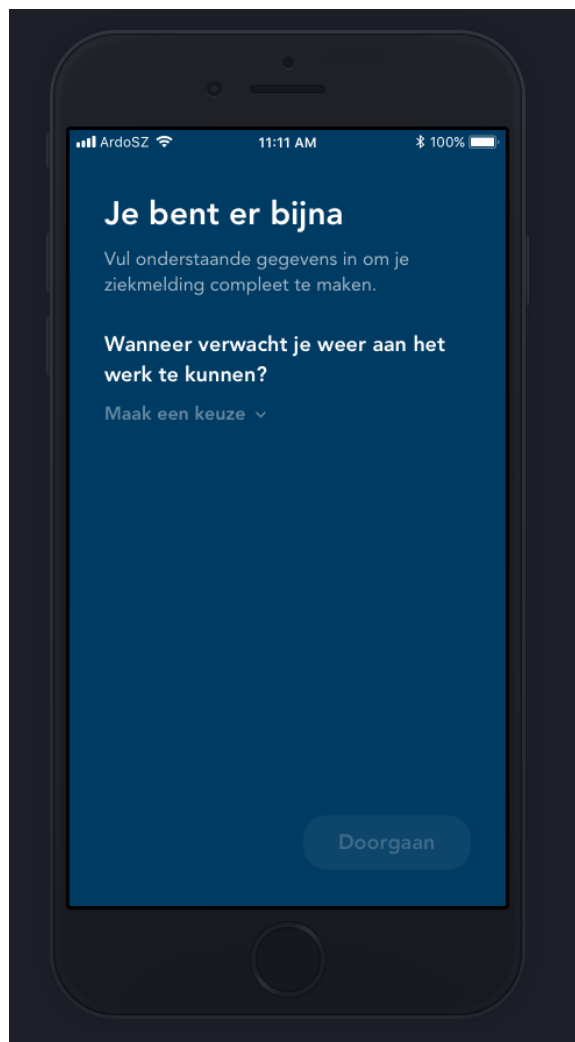 ArdoSZ 11:11 AM 100%
Je bent er bijna
Vul onderstaande gegevens in om je
ziekmelding compleet te maken.
Wanneer verwacht je weer aan het
werk te kunnen?
Maak een keuze
Doorgaan